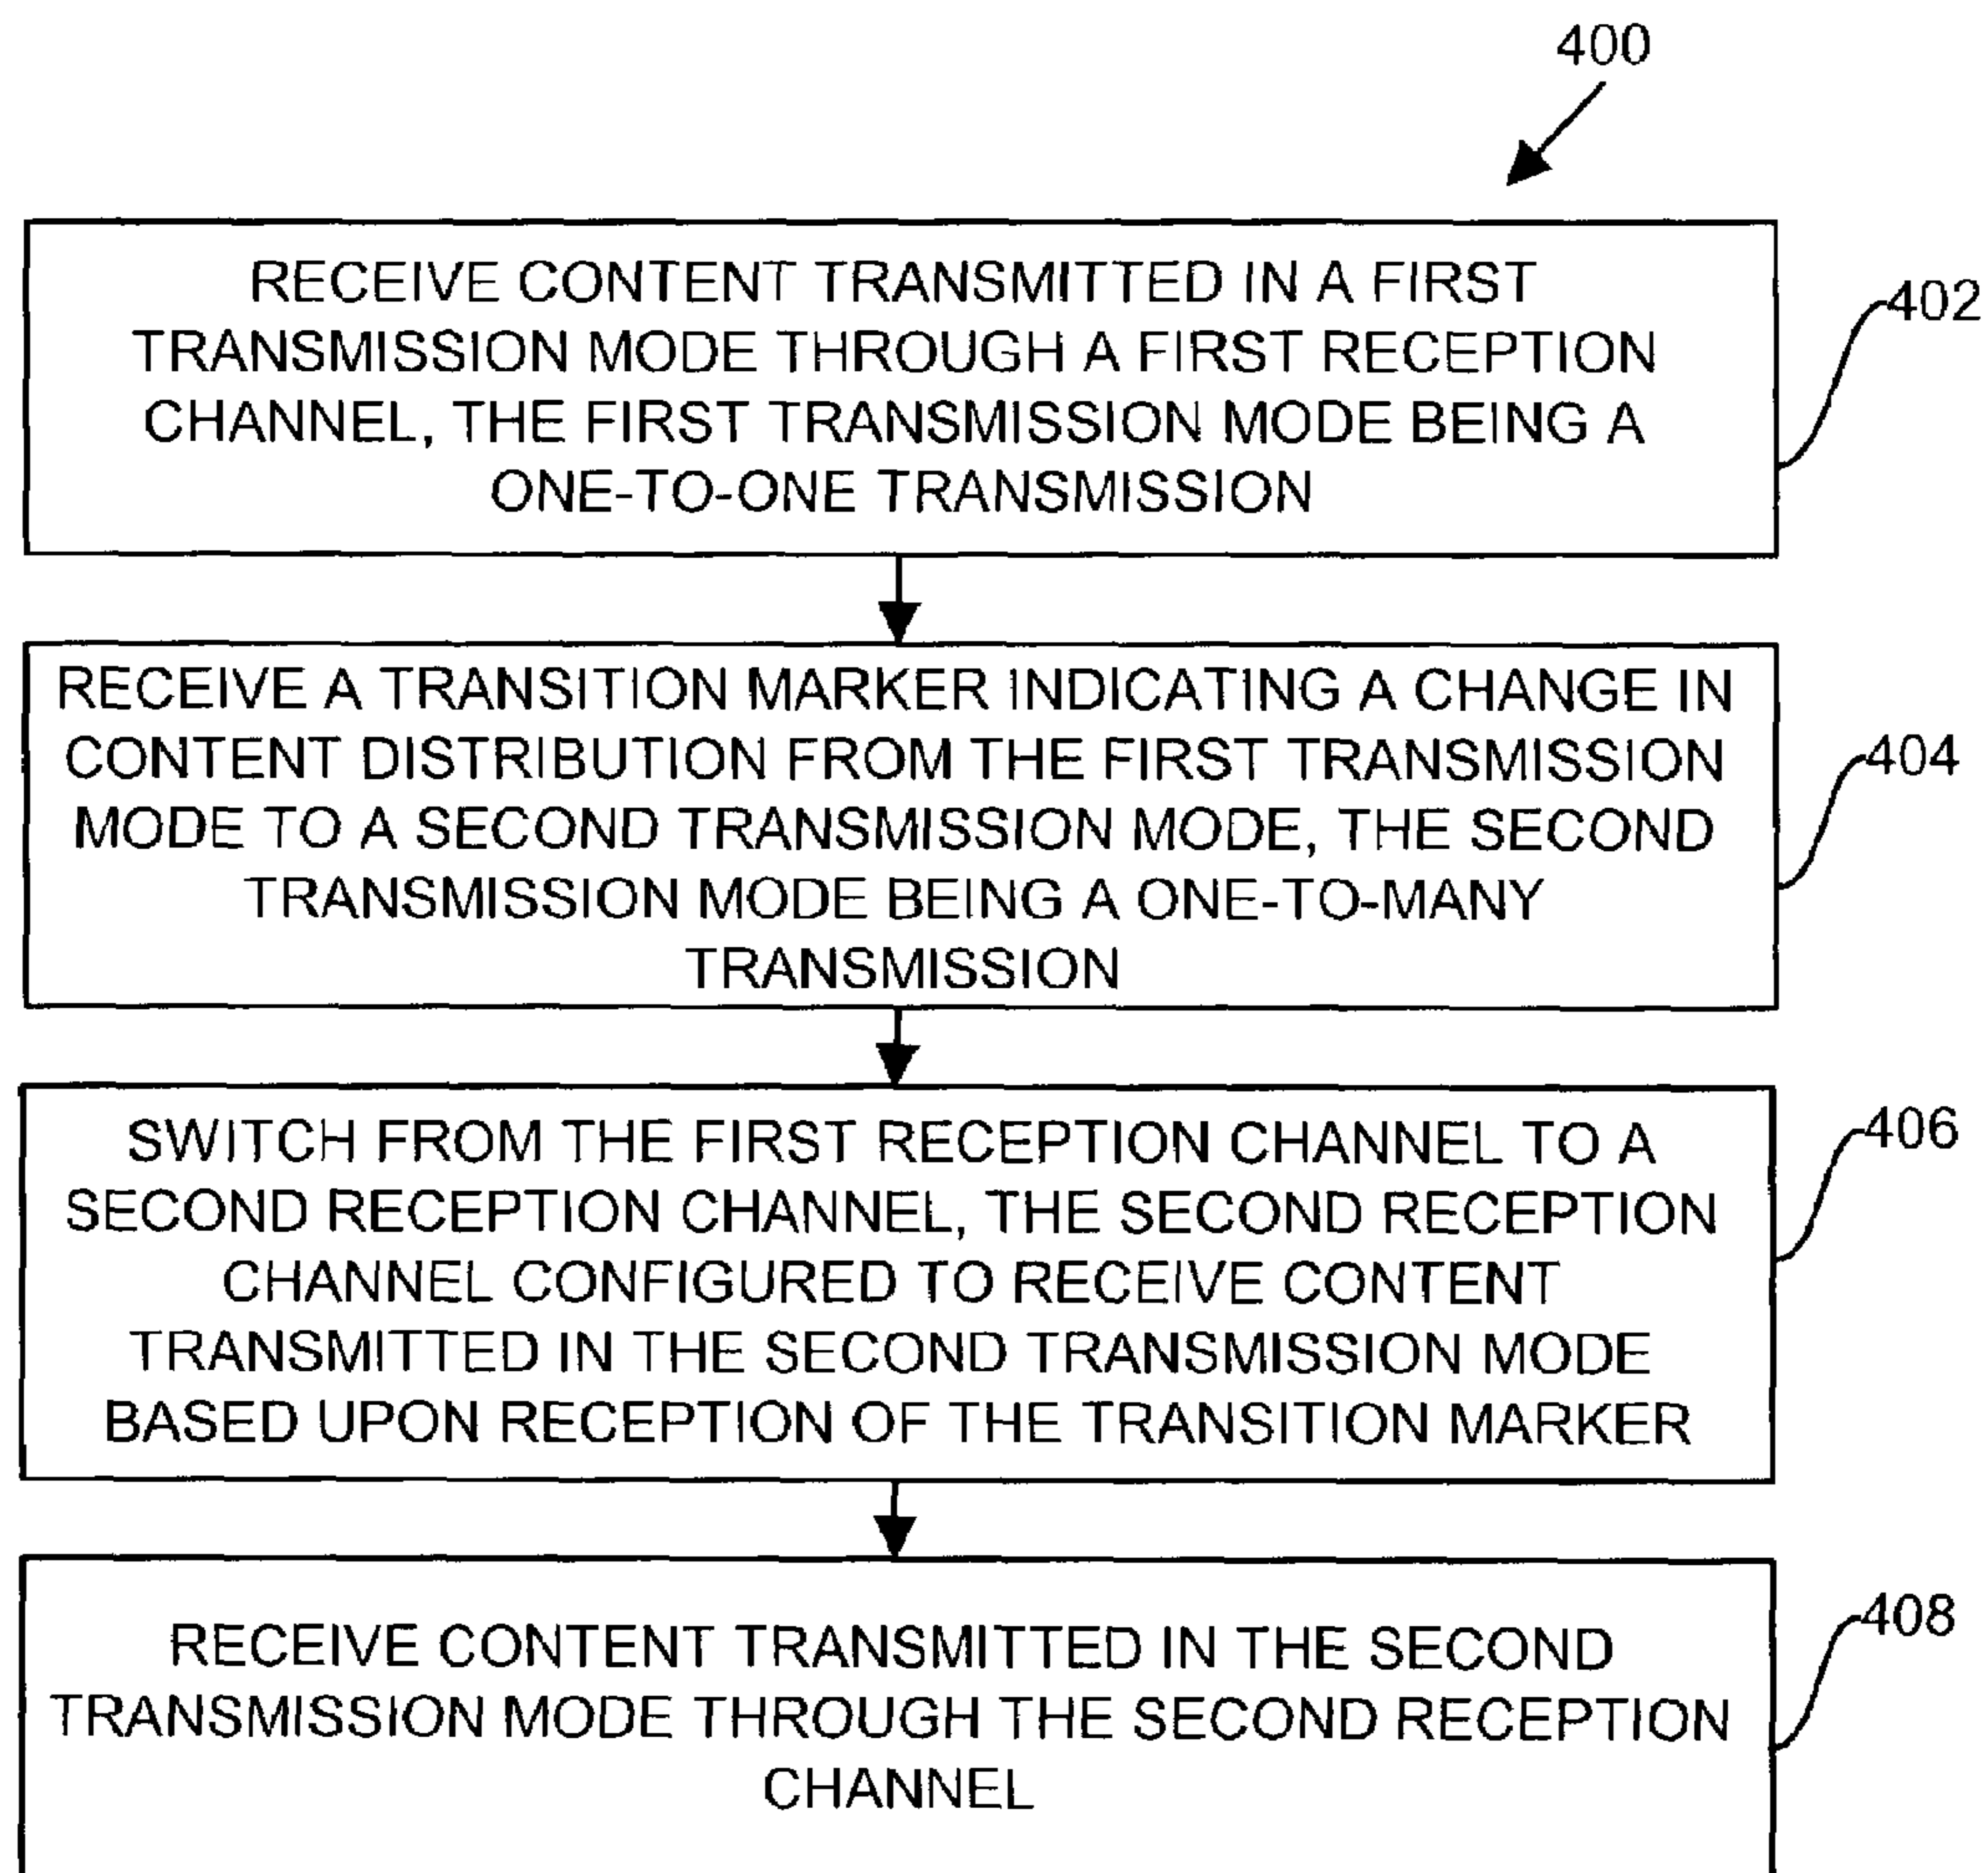 400
RECEIVE CONTENT TRANSMITTED IN A FIRST
TRANSMISSION MODE THROUGH A FIRST RECEPTION
CHANNEL, THE FIRST TRANSMISSION MODE BEING A
ONE-TO-ONE TRANSMISSION
402
RECEIVE A TRANSITION MARKER INDICATING A CHANGE IN
CONTENT DISTRIBUTION FROM THE FIRST TRANSMISSION
MODE TO A SECOND TRANSMISSION MODE, THE SECOND
TRANSMISSION MODE BEING A ONE-TO-MANY
TRANSMISSION
404
SWITCH FROM THE FIRST RECEPTION CHANNEL TO A
SECOND RECEPTION CHANNEL, THE SECOND RECEPTION
CHANNEL CONFIGURED TO RECEIVE CONTENT
TRANSMITTED IN THE SECOND TRANSMISSION MODE
BASED UPON RECEPTION OF THE TRANSITION MARKER
406
RECEIVE CONTENT TRANSMITTED IN THE SECOND
TRANSMISSION MODE THROUGH THE SECOND RECEPTION
CHANNEL
408